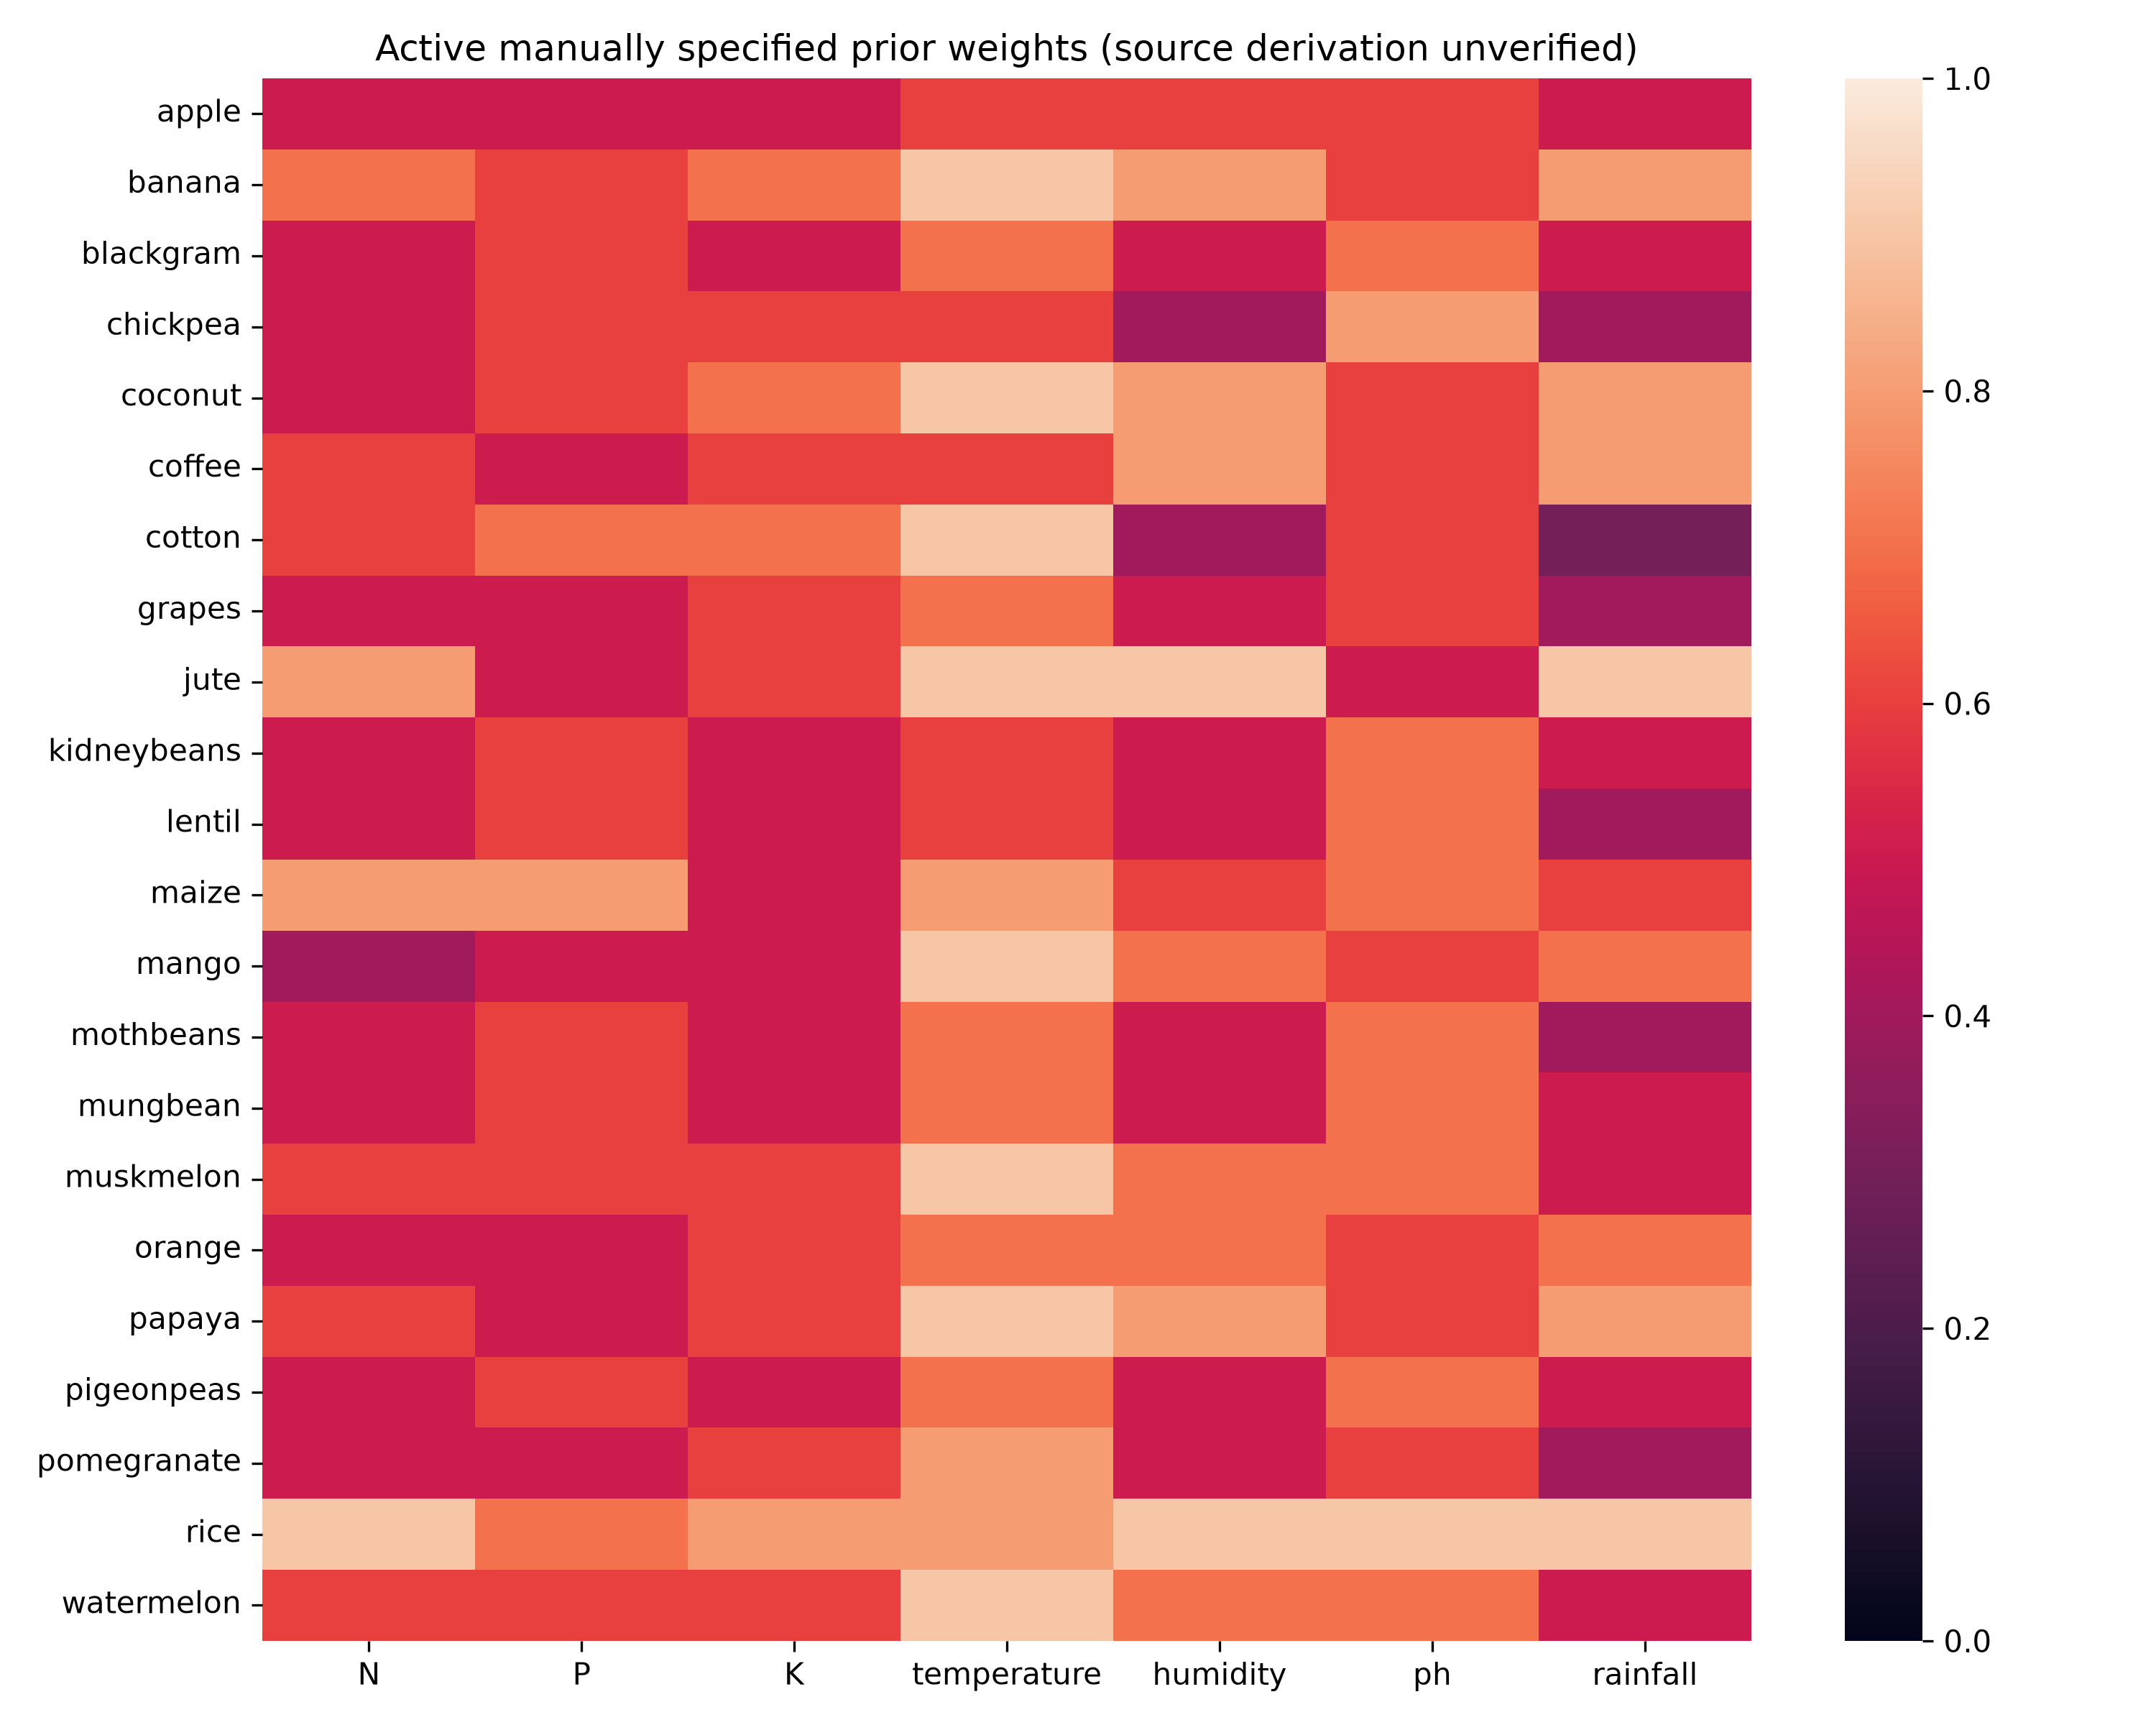 Active manually specified prior weights (source derivation unverified)
apple
banana
blackgram
chickpea
coconut
coffee
cotton
grapes
jute
kidneybeans
lentil
maize
mango
mothbeans
mungbean
muskmelon
orange
papaya
pigeonpeas
pomegranate
rice
watermelon
N P K temperature humidity ph rainfall
1.0
0.8
0.6
0.4
0.2
0.0